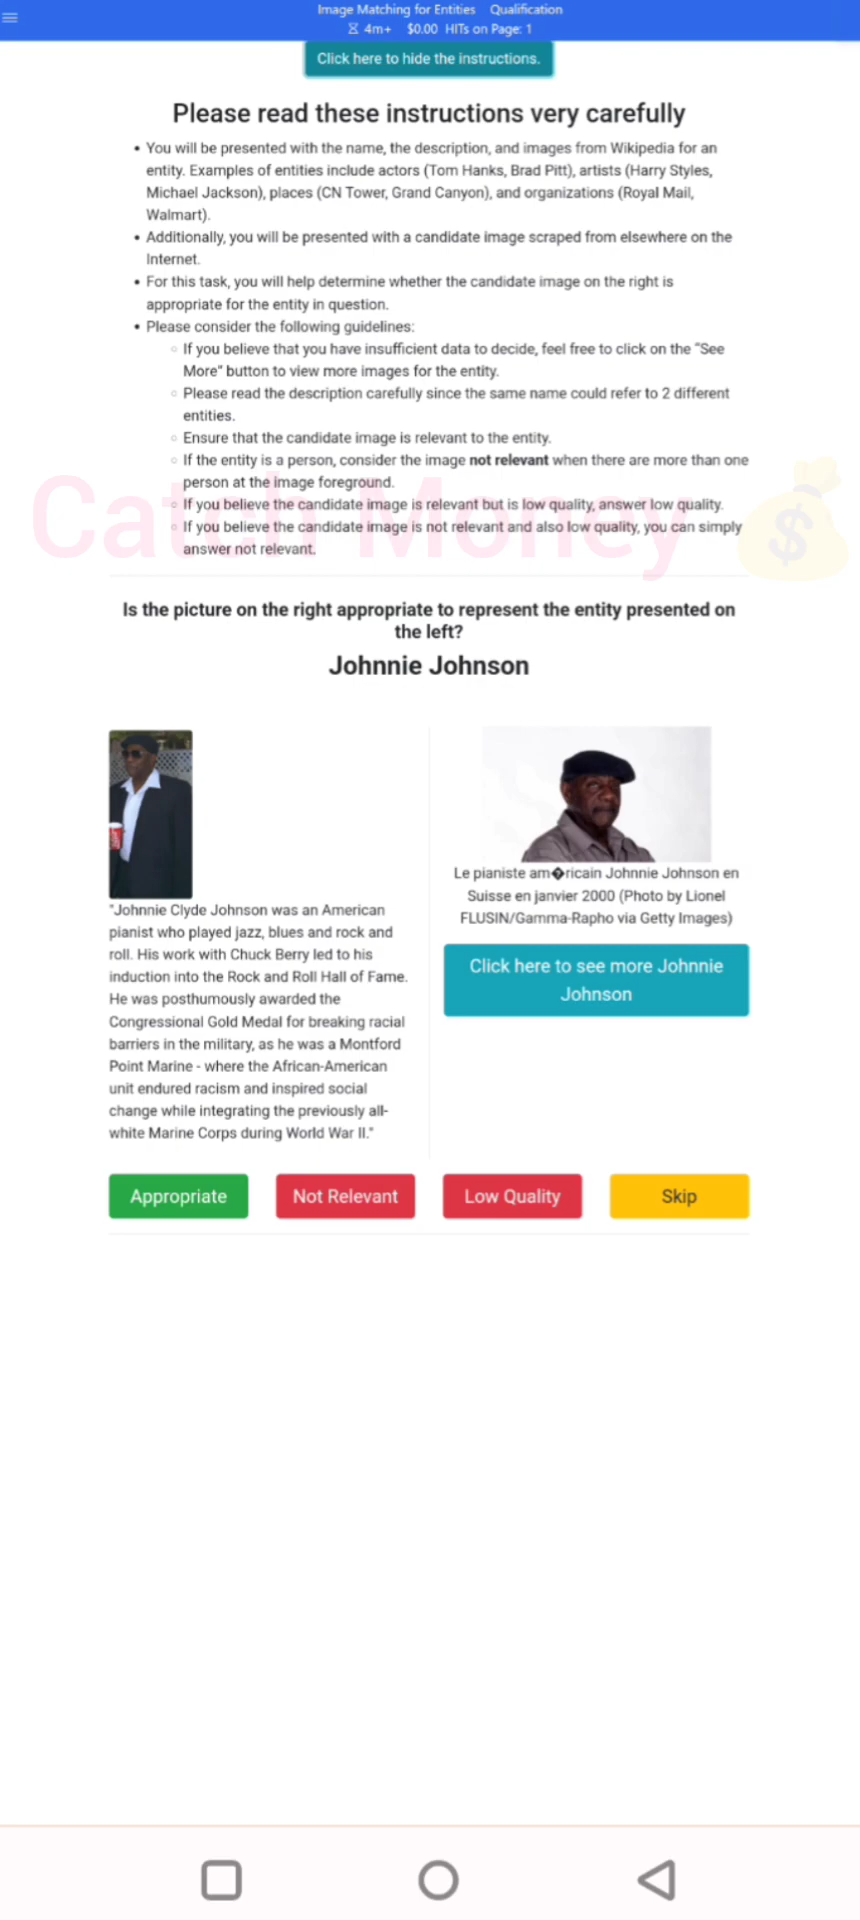 Image Matching for Entities Qualification
4m+ $0.00 HITs on Page: 1
Click here to hide the instructions.
Please read these instructions very carefully
• You will be presented with the name, the description, and images from Wikipedia for an
entity. Examples of entities include actors (Tom Hanks, Brad Pitt), artists (Harry Styles,
Michael Jackson), places (CN Tower, Grand Canyon), and organizations (Royal Mail,
Walmart).
• Additionally, you will be presented with a candidate image scraped from elsewhere on the
Internet.
• For this task, you will help determine whether the candidate image on the right is
appropriate for the entity in question.
• Please consider the following guidelines:
◦ If you believe that you have insufficient data to decide, feel free to click on the "See
More" button to view more images for the entity.
◦ Please read the description carefully since the same name could refer to 2 different
entities.
◦ Ensure that the candidate image is relevant to the entity.
◦ If the entity is a person, consider the image not relevant when there are more than one
person at the image foreground.
◦ If you believe the candidate image is relevant but is low quality, answer low quality.
◦ If you believe the candidate image is not relevant and also low quality, you can simply
answer not relevant.
Catch Money
Is the picture on the right appropriate to represent the entity presented on
the left?
Johnnie Johnson
"Johnnie Clyde Johnson was an American
pianist who played jazz, blues and rock and
roll. His work with Chuck Berry led to his
induction into the Rock and Roll Hall of Fame.
He was posthumously awarded the
Congressional Gold Medal for breaking racial
barriers in the military, as he was a Montford
Point Marine - where the African-American
unit endured racism and inspired social
change while integrating the previously all-
white Marine Corps during World War II."
Le pianiste am�ricain Johnnie Johnson en
Suisse en janvier 2000 (Photo by Lionel
FLUSIN/Gamma-Rapho via Getty Images)
Click here to see more Johnnie
Johnson
Appropriate Not Relevant Low Quality Skip